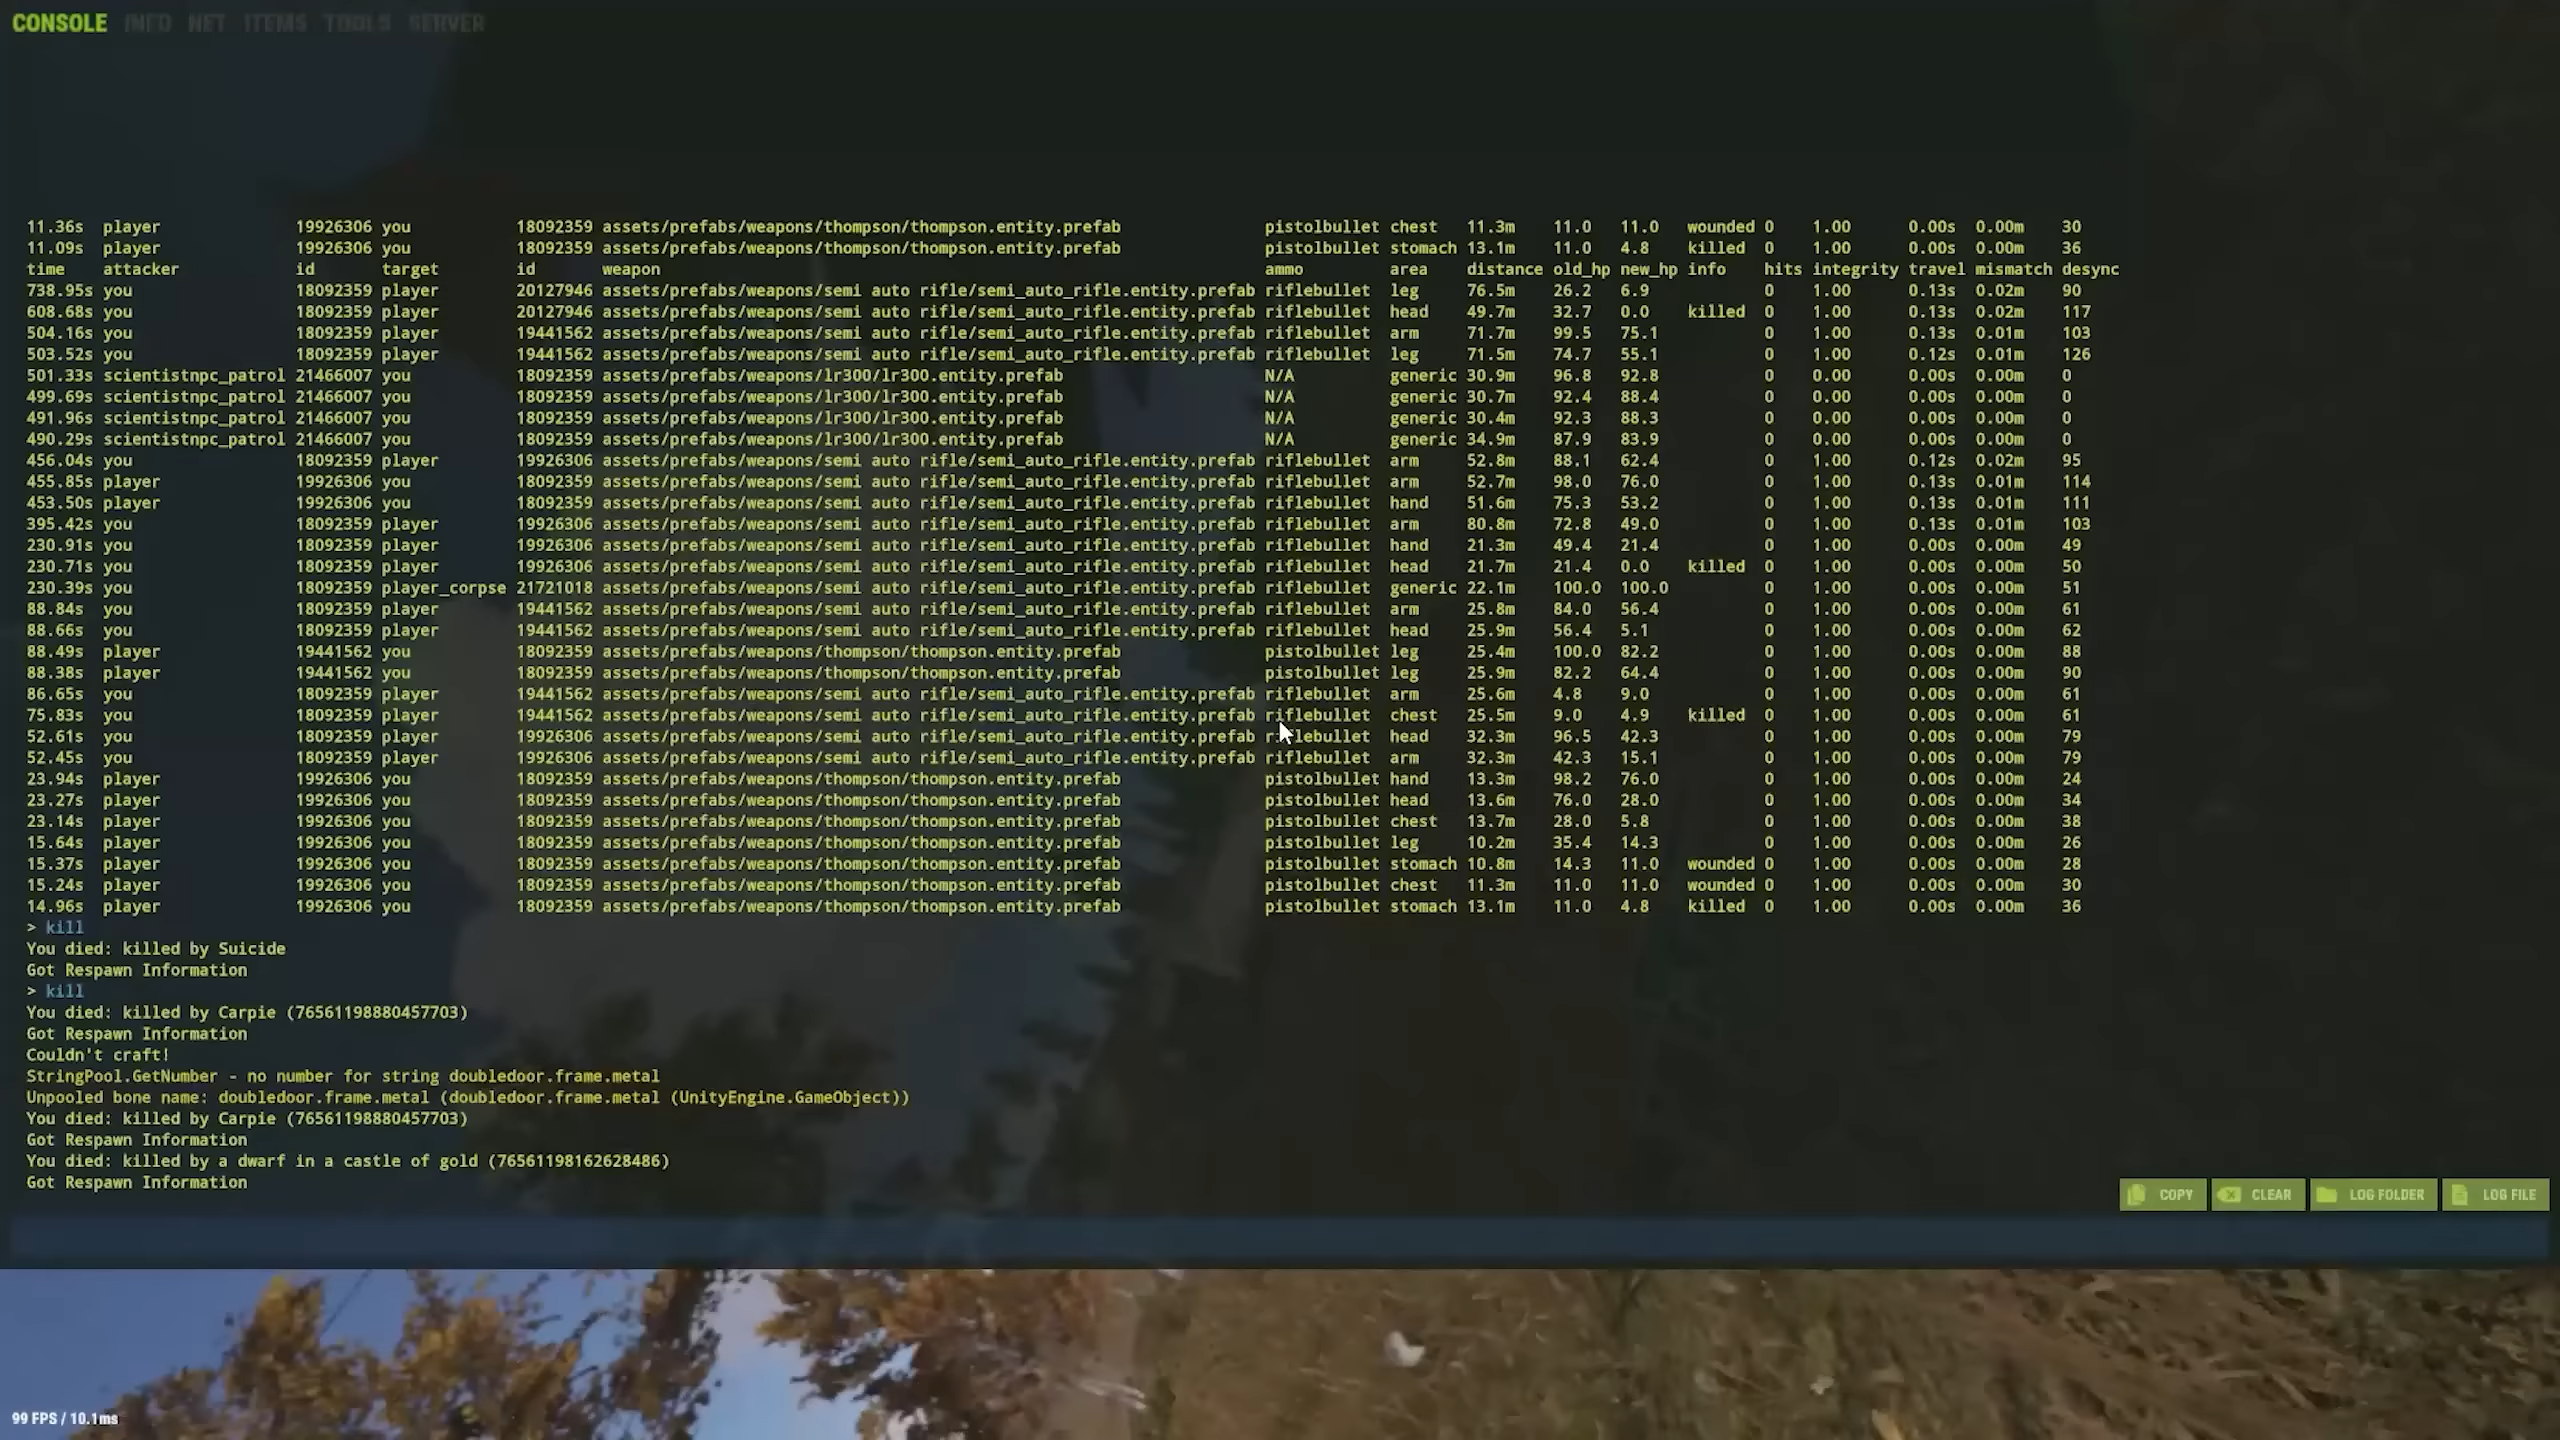 CONSOLE INFO NET ITEMS TOOLS SERVER
11.36s player 19926306 you 18092359 assets/prefabs/weapons/thompson/thompson.entity.prefab pistolbullet chest 11.3m 11.0 11.0 wounded 0 1.00 0.00s 0.00m 30
11.09s player 19926306 you 18092359 assets/prefabs/weapons/thompson/thompson.entity.prefab pistolbullet stomach 13.1m 11.0 4.8 killed 0 1.00 0.00s 0.00m 36
time attacker id target id weapon ammo area distance old_hp new_hp info hits integrity travel mismatch desync
738.95s you 18092359 player 20127946 assets/prefabs/weapons/semi auto rifle/semi_auto_rifle.entity.prefab riflebullet leg 76.5m 26.2 6.9 0 1.00 0.13s 0.02m 90
608.68s you 18092359 player 20127946 assets/prefabs/weapons/semi auto rifle/semi_auto_rifle.entity.prefab riflebullet head 49.7m 32.7 0.0 killed 0 1.00 0.13s 0.02m 117
504.16s you 18092359 player 19441562 assets/prefabs/weapons/semi auto rifle/semi_auto_rifle.entity.prefab riflebullet arm 71.7m 99.5 75.1 0 1.00 0.13s 0.01m 103
503.52s you 18092359 player 19441562 assets/prefabs/weapons/semi auto rifle/semi_auto_rifle.entity.prefab riflebullet leg 71.5m 74.7 55.1 0 1.00 0.12s 0.01m 126
501.33s scientistnpc_patrol 21466007 you 18092359 assets/prefabs/weapons/lr300/lr300.entity.prefab N/A generic 30.9m 96.8 92.8 0 0.00 0.00s 0.00m 0
499.69s scientistnpc_patrol 21466007 you 18092359 assets/prefabs/weapons/lr300/lr300.entity.prefab N/A generic 30.7m 92.4 88.4 0 0.00 0.00s 0.00m 0
491.96s scientistnpc_patrol 21466007 you 18092359 assets/prefabs/weapons/lr300/lr300.entity.prefab N/A generic 30.4m 92.3 88.3 0 0.00 0.00s 0.00m 0
490.29s scientistnpc_patrol 21466007 you 18092359 assets/prefabs/weapons/lr300/lr300.entity.prefab N/A generic 34.9m 87.9 83.9 0 0.00 0.00s 0.00m 0
456.04s you 18092359 player 19926306 assets/prefabs/weapons/semi auto rifle/semi_auto_rifle.entity.prefab riflebullet arm 52.8m 88.1 62.4 0 1.00 0.12s 0.02m 95
455.85s player 19926306 you 18092359 assets/prefabs/weapons/semi auto rifle/semi_auto_rifle.entity.prefab riflebullet arm 52.7m 98.0 76.0 0 1.00 0.13s 0.01m 114
453.50s player 19926306 you 18092359 assets/prefabs/weapons/semi auto rifle/semi_auto_rifle.entity.prefab riflebullet hand 51.6m 75.3 53.2 0 1.00 0.13s 0.01m 111
395.42s you 18092359 player 19926306 assets/prefabs/weapons/semi auto rifle/semi_auto_rifle.entity.prefab riflebullet arm 80.8m 72.8 49.0 0 1.00 0.13s 0.01m 103
230.91s you 18092359 player 19926306 assets/prefabs/weapons/semi auto rifle/semi_auto_rifle.entity.prefab riflebullet hand 21.3m 49.4 21.4 0 1.00 0.00s 0.00m 49
230.71s you 18092359 player 19926306 assets/prefabs/weapons/semi auto rifle/semi_auto_rifle.entity.prefab riflebullet head 21.7m 21.4 0.0 killed 0 1.00 0.00s 0.00m 50
230.39s you 18092359 player_corpse 21721018 assets/prefabs/weapons/semi auto rifle/semi_auto_rifle.entity.prefab riflebullet generic 22.1m 100.0 100.0 0 1.00 0.00s 0.00m 51
88.84s you 18092359 player 19441562 assets/prefabs/weapons/semi auto rifle/semi_auto_rifle.entity.prefab riflebullet arm 25.8m 84.0 56.4 0 1.00 0.00s 0.00m 61
88.66s you 18092359 player 19441562 assets/prefabs/weapons/semi auto rifle/semi_auto_rifle.entity.prefab riflebullet head 25.9m 56.4 5.1 0 1.00 0.00s 0.00m 62
88.49s player 19441562 you 18092359 assets/prefabs/weapons/thompson/thompson.entity.prefab pistolbullet leg 25.4m 100.0 82.2 0 1.00 0.00s 0.00m 88
88.38s player 19441562 you 18092359 assets/prefabs/weapons/thompson/thompson.entity.prefab pistolbullet leg 25.9m 82.2 64.4 0 1.00 0.00s 0.00m 90
86.65s you 18092359 player 19441562 assets/prefabs/weapons/semi auto rifle/semi_auto_rifle.entity.prefab riflebullet arm 25.6m 4.8 9.0 0 1.00 0.00s 0.00m 61
75.83s you 18092359 player 19441562 assets/prefabs/weapons/semi auto rifle/semi_auto_rifle.entity.prefab riflebullet chest 25.5m 9.0 4.9 killed 0 1.00 0.00s 0.00m 61
52.61s you 18092359 player 19926306 assets/prefabs/weapons/semi auto rifle/semi_auto_rifle.entity.prefab riflebullet head 32.3m 96.5 42.3 0 1.00 0.00s 0.00m 79
52.45s you 18092359 player 19926306 assets/prefabs/weapons/semi auto rifle/semi_auto_rifle.entity.prefab riflebullet arm 32.3m 42.3 15.1 0 1.00 0.00s 0.00m 79
23.94s player 19926306 you 18092359 assets/prefabs/weapons/thompson/thompson.entity.prefab pistolbullet hand 13.3m 98.2 76.0 0 1.00 0.00s 0.00m 24
23.27s player 19926306 you 18092359 assets/prefabs/weapons/thompson/thompson.entity.prefab pistolbullet head 13.6m 76.0 28.0 0 1.00 0.00s 0.00m 34
23.14s player 19926306 you 18092359 assets/prefabs/weapons/thompson/thompson.entity.prefab pistolbullet chest 13.7m 28.0 5.8 0 1.00 0.00s 0.00m 38
15.64s player 19926306 you 18092359 assets/prefabs/weapons/thompson/thompson.entity.prefab pistolbullet leg 10.2m 35.4 14.3 0 1.00 0.00s 0.00m 26
15.37s player 19926306 you 18092359 assets/prefabs/weapons/thompson/thompson.entity.prefab pistolbullet stomach 10.8m 14.3 11.0 wounded 0 1.00 0.00s 0.00m 28
15.24s player 19926306 you 18092359 assets/prefabs/weapons/thompson/thompson.entity.prefab pistolbullet chest 11.3m 11.0 11.0 wounded 0 1.00 0.00s 0.00m 30
14.96s player 19926306 you 18092359 assets/prefabs/weapons/thompson/thompson.entity.prefab pistolbullet stomach 13.1m 11.0 4.8 killed 0 1.00 0.00s 0.00m 36
> kill
You died: killed by Suicide
Got Respawn Information
> kill
You died: killed by Carpie (76561198880457703)
Got Respawn Information
Couldn't craft!
StringPool.GetNumber - no number for string doubledoor.frame.metal
Unpooled bone name: doubledoor.frame.metal (doubledoor.frame.metal (UnityEngine.GameObject))
You died: killed by Carpie (76561198880457703)
Got Respawn Information
You died: killed by a dwarf in a castle of gold (76561198162628486)
Got Respawn Information
COPY CLEAR LOG FOLDER LOG FILE
99 FPS / 10.1ms